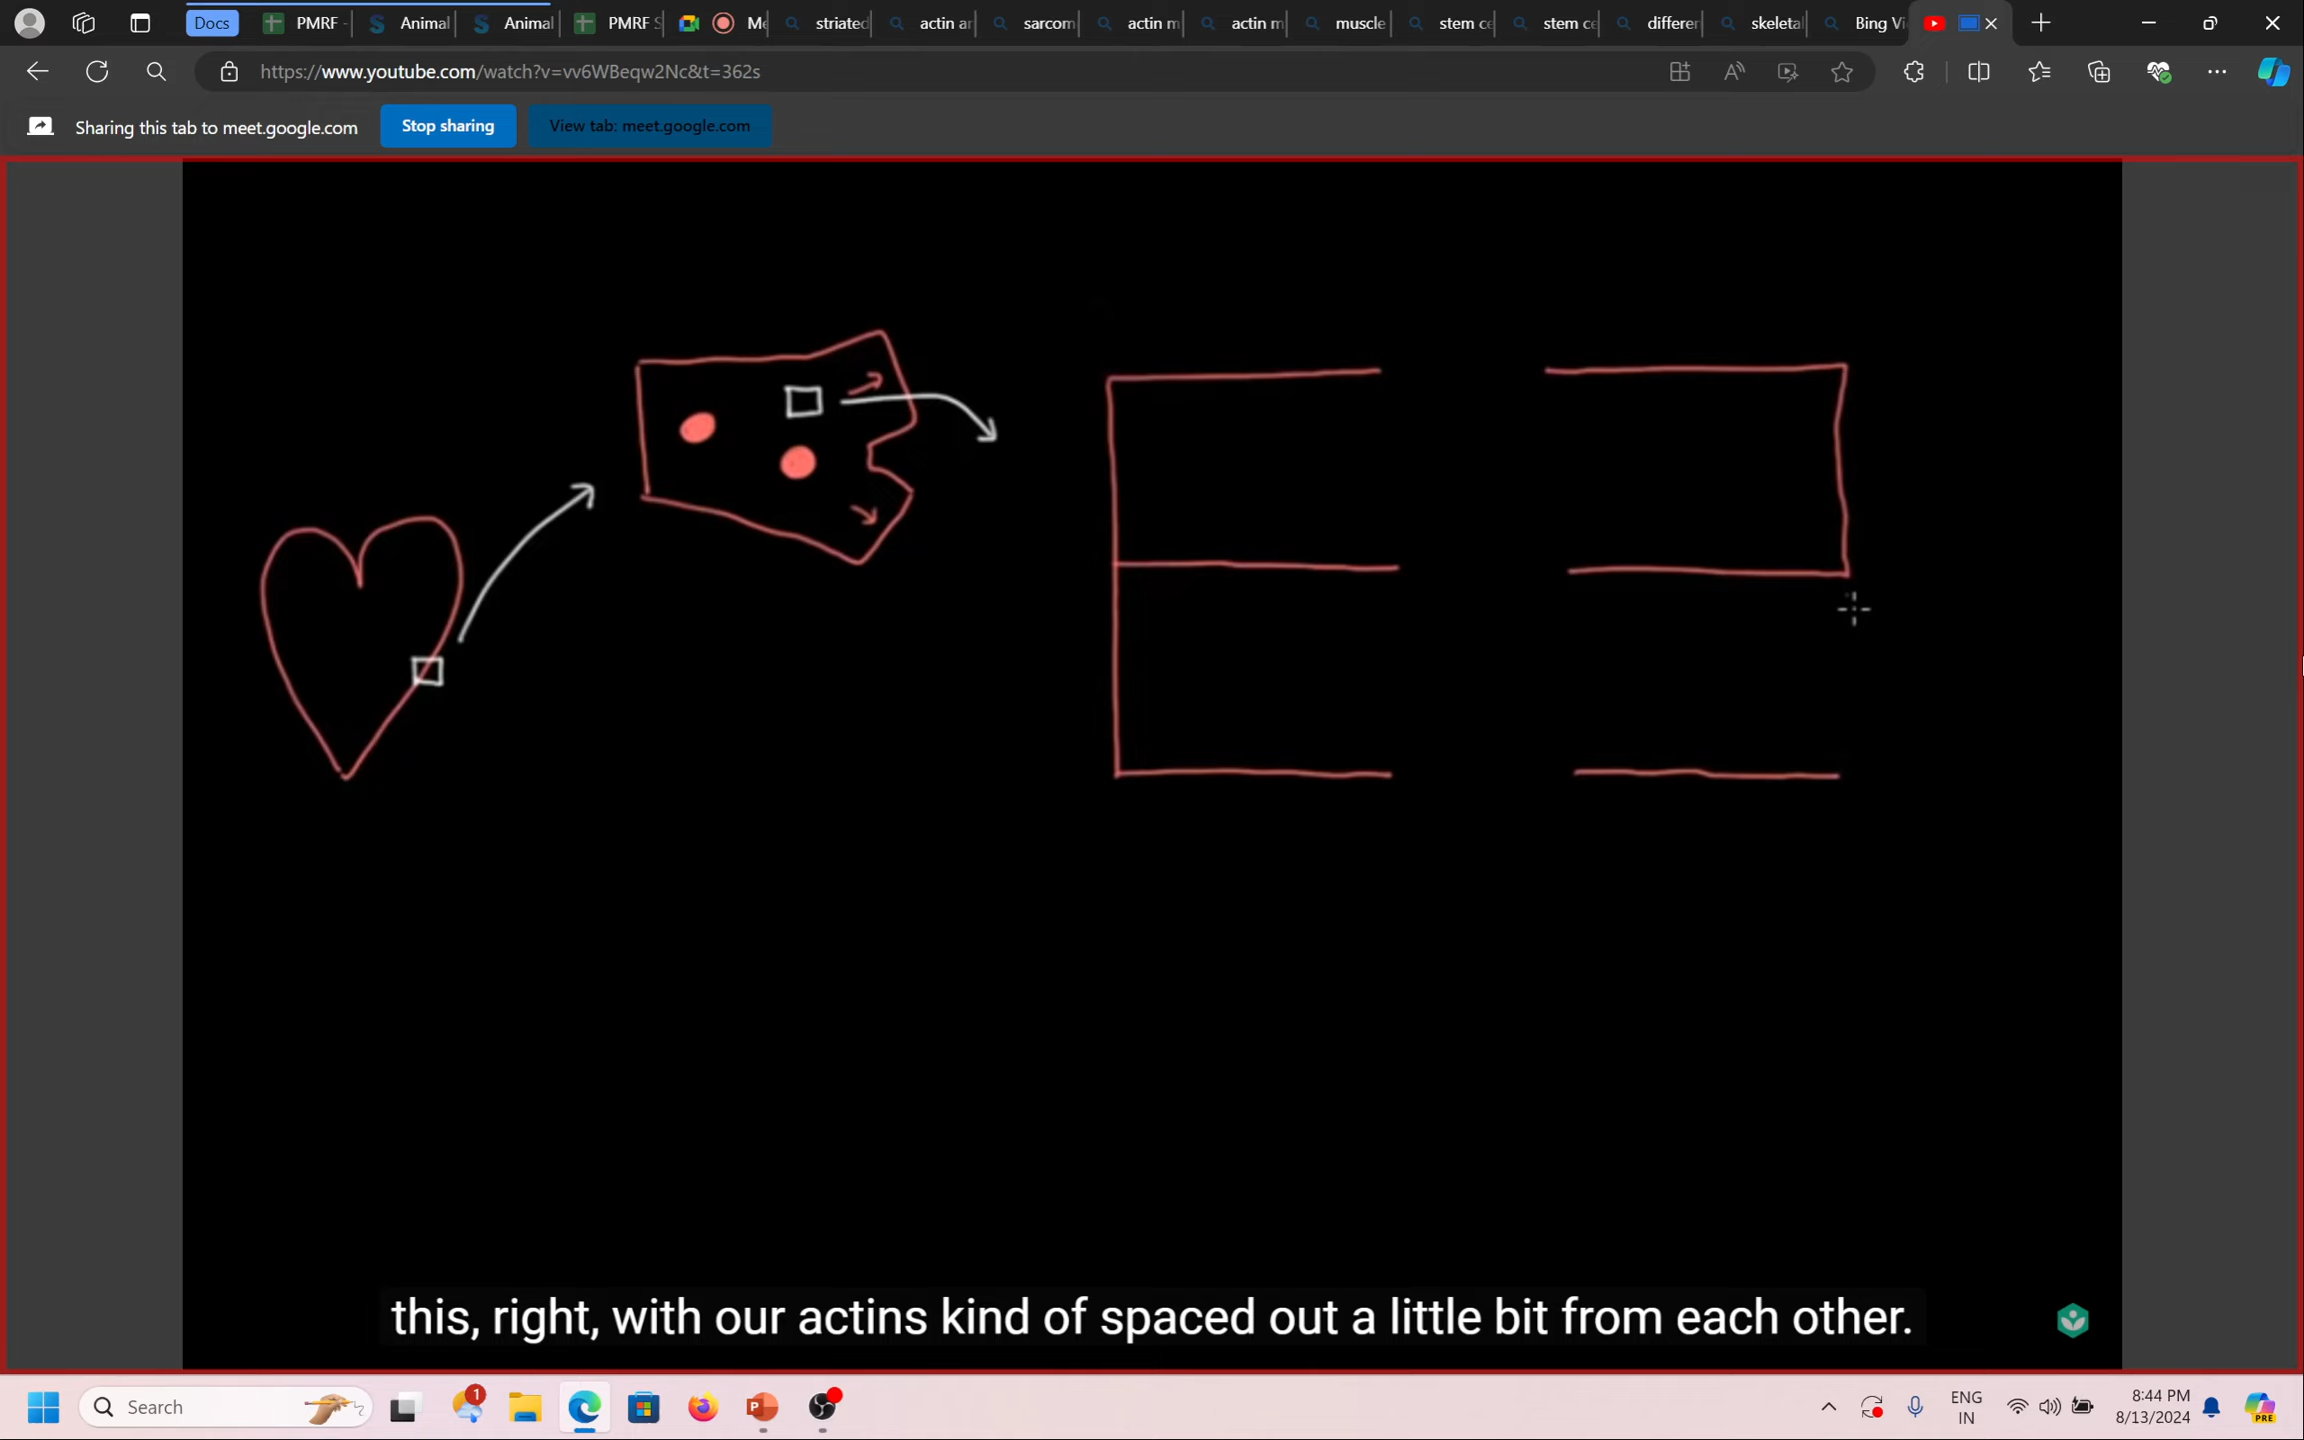 Docs
PMRF -
Animal
Animal
PMRF S
Me
striated
actin ar
sarcom
actin m
actin m
muscle
stem ce
stem ce
differer
skeletal
Bing Vi
https://www.youtube.com/watch?v=vv6WBeqw2Nc&t=362s
Sharing this tab to meet.google.com
Stop sharing
View tab: meet.google.com
this, right, with our actins kind of spaced out a little bit from each other.
1
Search
ENG
IN
8:44 PM
8/13/2024
PRE